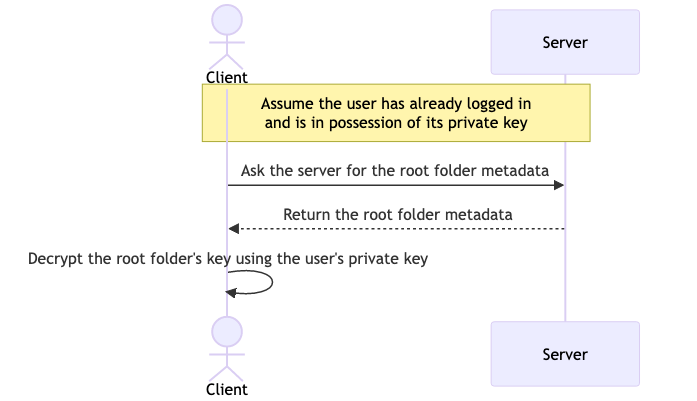 Client
Server
Assume the user has already logged in
and is in possession of its private key
Ask the server for the root folder metadata
Return the root folder metadata
Decrypt the root folder's key using the user's private key
Client
Server